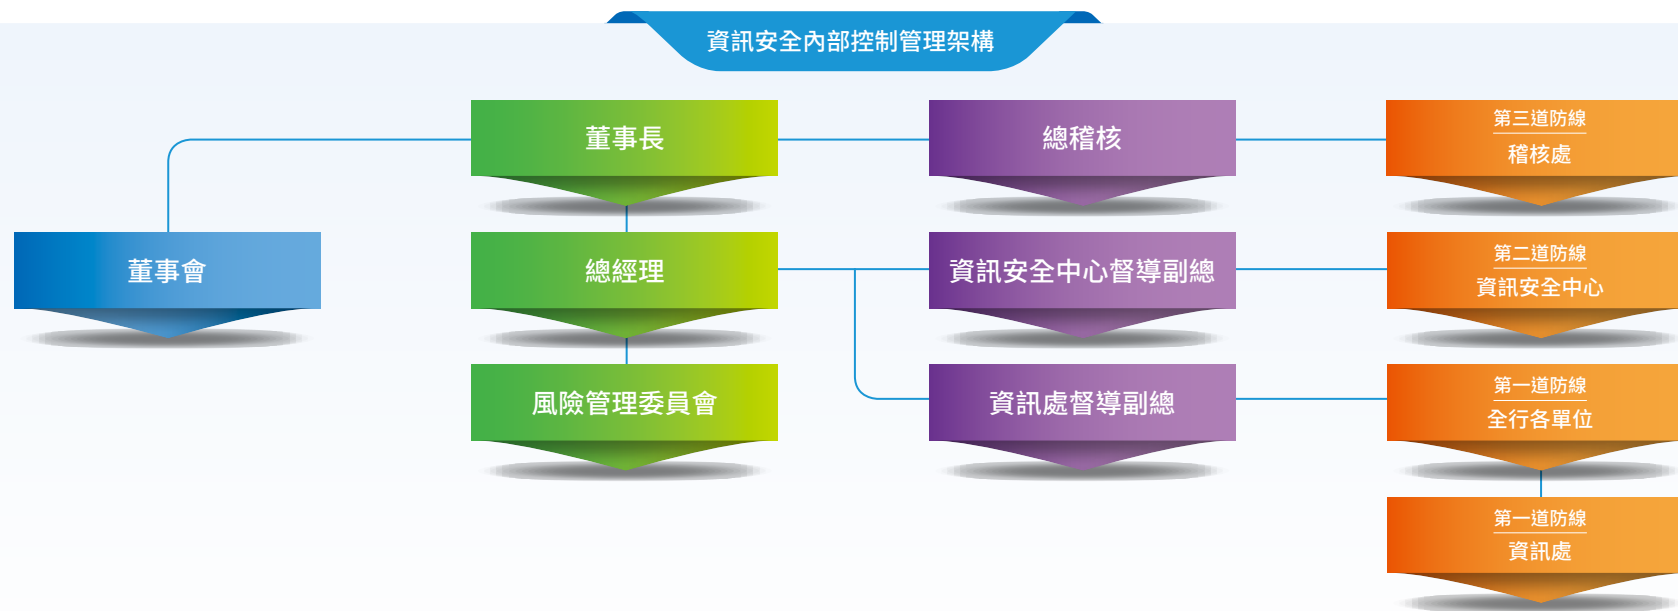 資訊安全內部控制管理架構
董事長
總稽核
第三道防線
稽核處
董事會
總經理
資訊安全中心督導副總
第二道防線
資訊安全中心
風險管理委員會
資訊處督導副總
第一道防線
全行各單位
第一道防線
資訊處